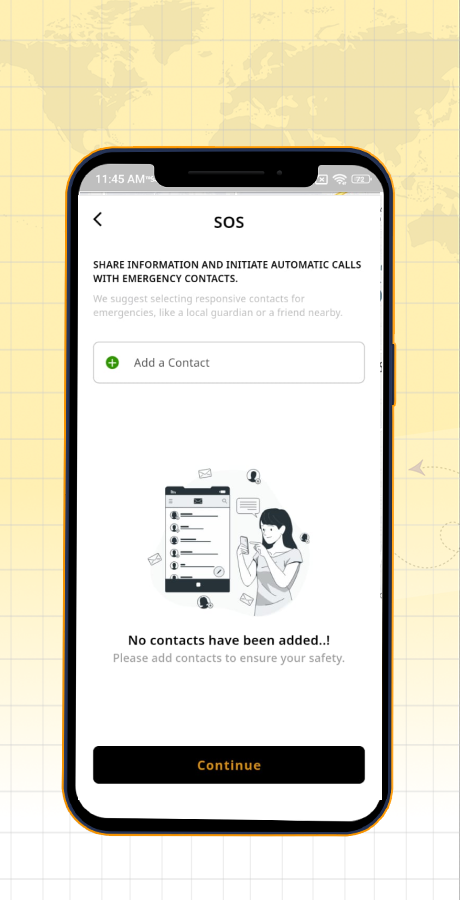 11:45 AM
SOS
SHARE INFORMATION AND INITIATE AUTOMATIC CALLS
WITH EMERGENCY CONTACTS.
We suggest selecting responsive contacts for
emergencies, like a local guardian or a friend nearby.
Add a Contact
No contacts have been added..!
Please add contacts to ensure your safety.
Continue